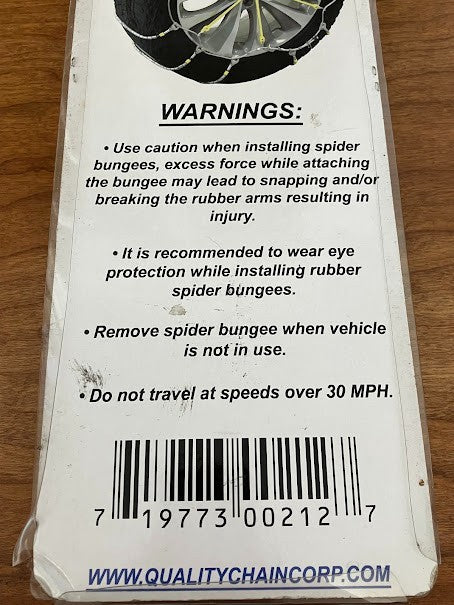 WARNINGS:
• Use caution when installing spider
bungees, excess force while attaching
the bungee may lead to snapping and/or
breaking the rubber arms resulting in
injury.
• It is recommended to wear eye
protection while installing rubber
spider bungees.
• Remove spider bungee when vehicle
is not in use.
• Do not travel at speeds over 30 MPH.
7 19773 00212 7
WWW.QUALITYCHAINCORP.COM